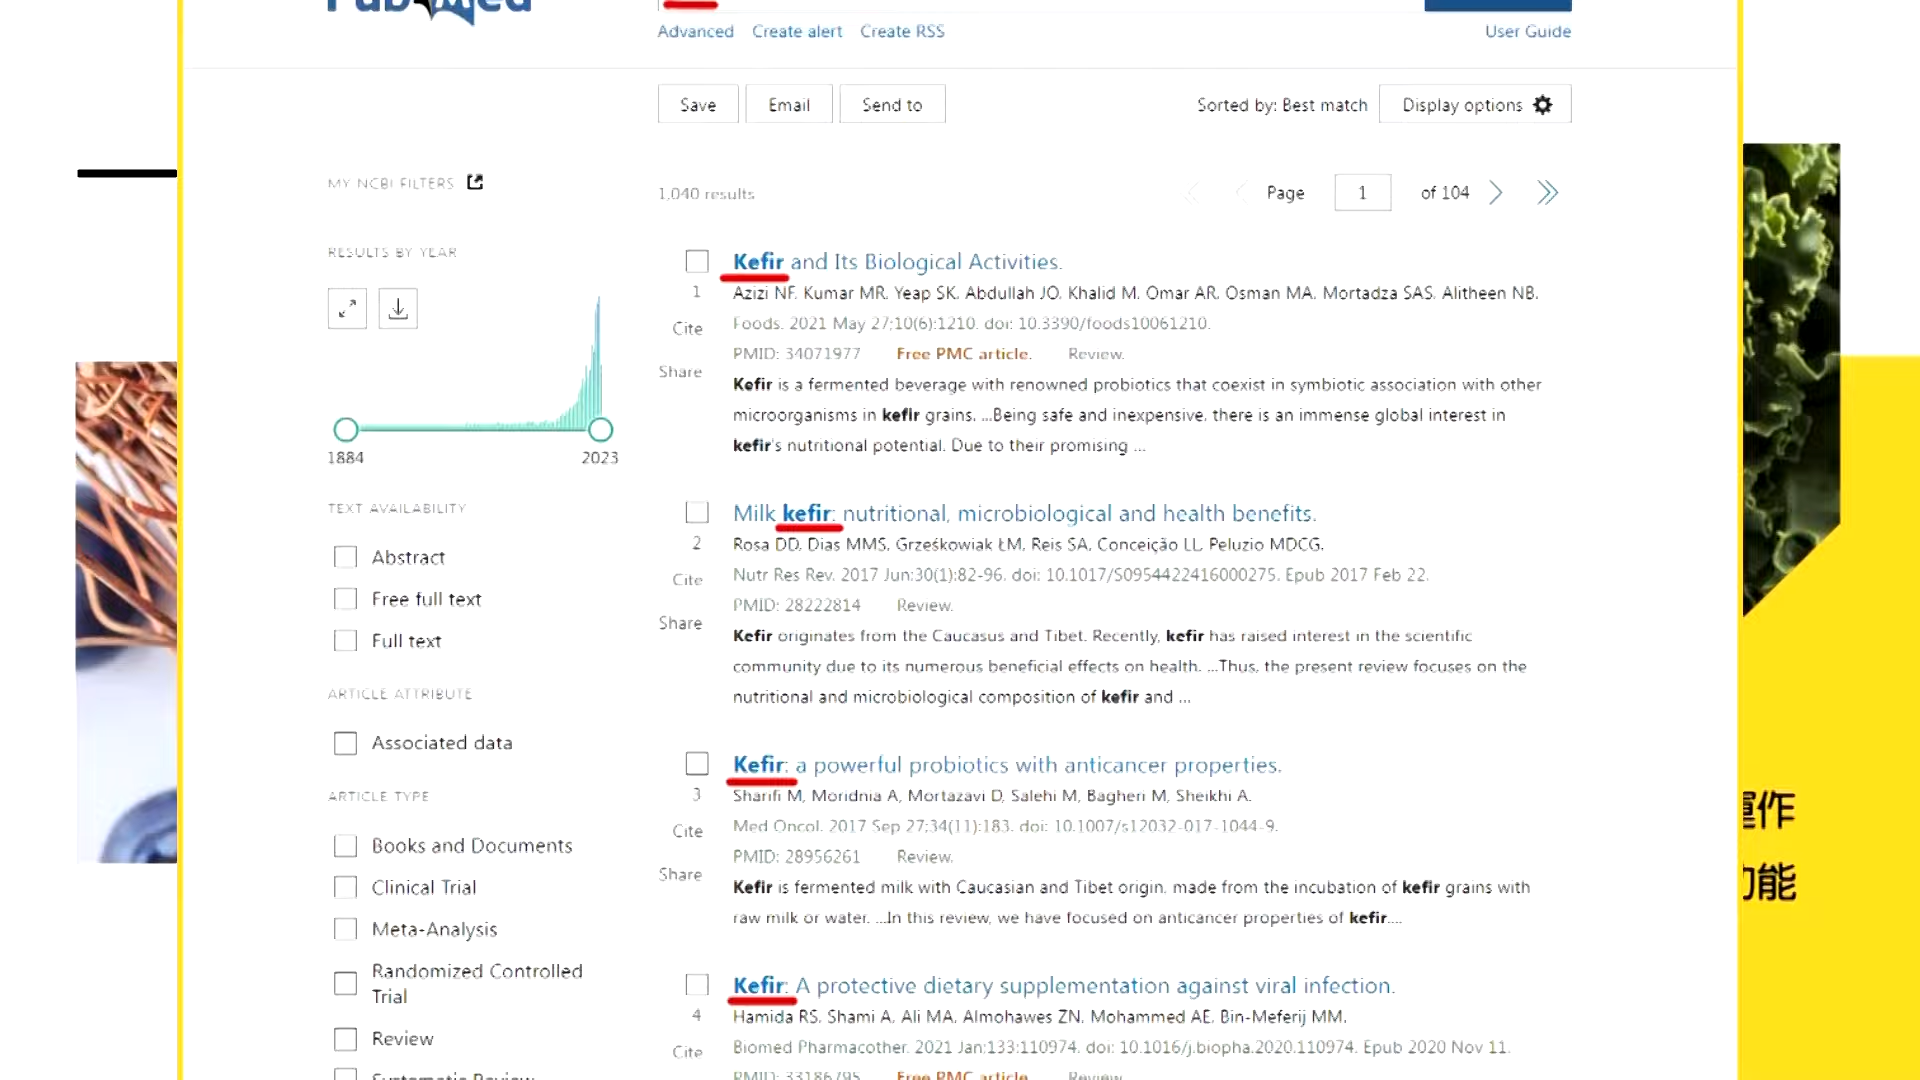 PubMed
Advanced Create alert Create RSS User Guide
Save Email Send to Sorted by: Best match Display options
MY NCBI FILTERS
1,040 results Page 1 of 104
RESULTS BY YEAR
1884 2023
TEXT AVAILABILITY
Abstract
Free full text
Full text
ARTICLE ATTRIBUTE
Associated data
ARTICLE TYPE
Books and Documents
Clinical Trial
Meta-Analysis
Randomized Controlled
Trial
Review
Systematic Review
Kefir and Its Biological Activities.
1 Azizi NF, Kumar MR, Yeap SK, Abdullah JO, Khalid M, Omar AR, Osman MA, Mortadza SAS, Alitheen NB.
Cite Foods. 2021 May 27;10(6):1210. doi: 10.3390/foods10061210.
PMID: 34071977 Free PMC article. Review.
Share
Kefir is a fermented beverage with renowned probiotics that coexist in symbiotic association with other
microorganisms in kefir grains. ...Being safe and inexpensive, there is an immense global interest in
kefir's nutritional potential. Due to their promising ...
Milk kefir: nutritional, microbiological and health benefits.
2 Rosa DD, Dias MMS, Grześkowiak ŁM, Reis SA, Conceição LL, Peluzio MDCG.
Cite Nutr Res Rev. 2017 Jun;30(1):82-96. doi: 10.1017/S0954422416000275. Epub 2017 Feb 22.
PMID: 28222814 Review.
Share
Kefir originates from the Caucasus and Tibet. Recently, kefir has raised interest in the scientific
community due to its numerous beneficial effects on health. ...Thus, the present review focuses on the
nutritional and microbiological composition of kefir and ...
Kefir: a powerful probiotics with anticancer properties.
3 Sharifi M, Moridnia A, Mortazavi D, Salehi M, Bagheri M, Sheikhi A.
Cite Med Oncol. 2017 Sep 27;34(11):183. doi: 10.1007/s12032-017-1044-9.
PMID: 28956261 Review.
Share
Kefir is fermented milk with Caucasian and Tibet origin, made from the incubation of kefir grains with
raw milk or water. ...In this review, we have focused on anticancer properties of kefir....
Kefir: A protective dietary supplementation against viral infection.
4 Hamida RS, Shami A, Ali MA, Almohawes ZN, Mohammed AE, Bin-Meferij MM.
Cite Biomed Pharmacother. 2021 Jan;133:110974. doi: 10.1016/j.biopha.2020.110974. Epub 2020 Nov 11.
PMID: 33186795 Free PMC article. Review.
運作
功能